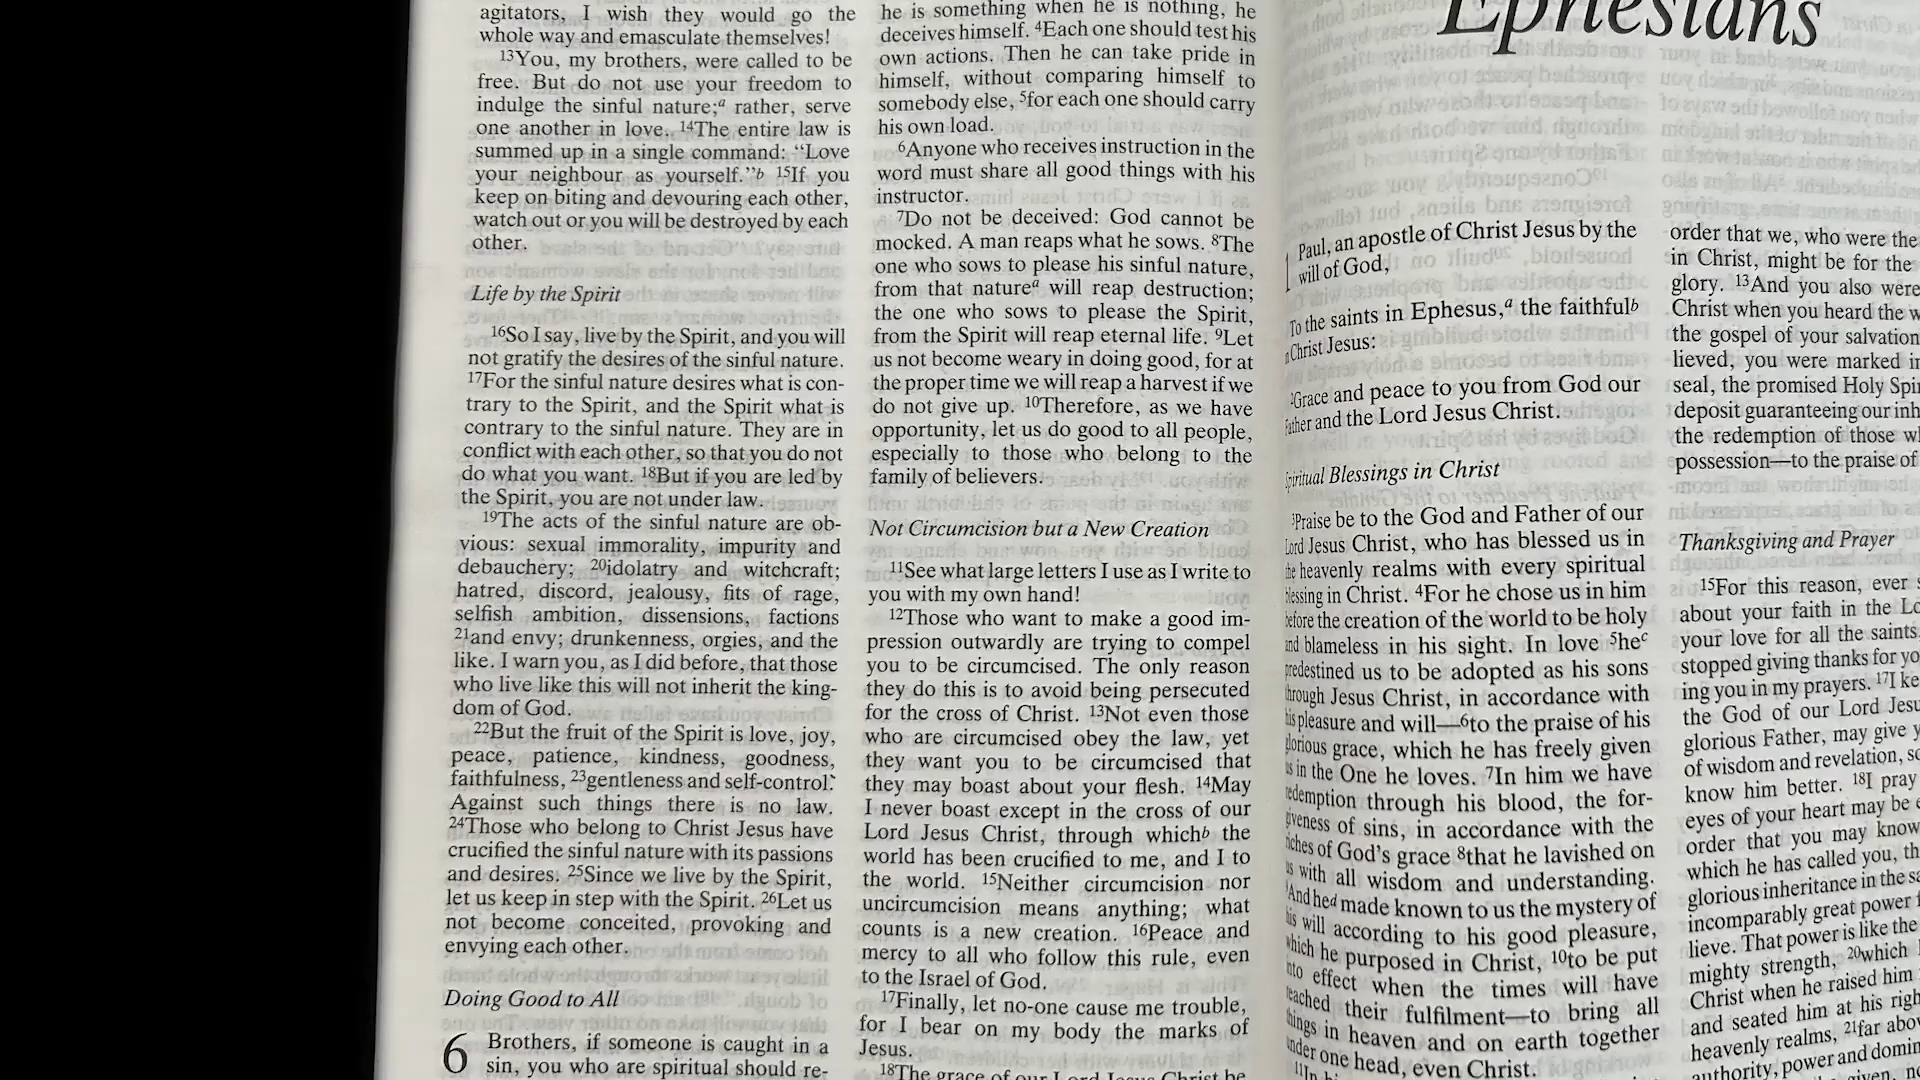 agitators, I wish they would go the
whole way and emasculate themselves!
13You, my brothers, were called to be
free. But do not use your freedom to
indulge the sinful nature;a rather, serve
one another in love. 14The entire law is
summed up in a single command: “Love
your neighbour as yourself.”b 15If you
keep on biting and devouring each other,
watch out or you will be destroyed by each
other.
Life by the Spirit
16So I say, live by the Spirit, and you will
not gratify the desires of the sinful nature.
17For the sinful nature desires what is con-
trary to the Spirit, and the Spirit what is
contrary to the sinful nature. They are in
conflict with each other, so that you do not
do what you want. 18But if you are led by
the Spirit, you are not under law.
19The acts of the sinful nature are ob-
vious: sexual immorality, impurity and
debauchery; 20idolatry and witchcraft;
hatred, discord, jealousy, fits of rage,
selfish ambition, dissensions, factions
21and envy; drunkenness, orgies, and the
like. I warn you, as I did before, that those
who live like this will not inherit the king-
dom of God.
22But the fruit of the Spirit is love, joy,
peace, patience, kindness, goodness,
faithfulness, 23gentleness and self-control.
Against such things there is no law.
24Those who belong to Christ Jesus have
crucified the sinful nature with its passions
and desires. 25Since we live by the Spirit,
let us keep in step with the Spirit. 26Let us
not become conceited, provoking and
envying each other.
Doing Good to All
6 Brothers, if someone is caught in a
sin, you who are spiritual should re-
he is something when he is nothing, he
deceives himself. 4Each one should test his
own actions. Then he can take pride in
himself, without comparing himself to
somebody else, 5for each one should carry
his own load.
6Anyone who receives instruction in the
word must share all good things with his
instructor.
7Do not be deceived: God cannot be
mocked. A man reaps what he sows. 8The
one who sows to please his sinful nature,
from that naturea will reap destruction;
the one who sows to please the Spirit,
from the Spirit will reap eternal life. 9Let
us not become weary in doing good, for at
the proper time we will reap a harvest if we
do not give up. 10Therefore, as we have
opportunity, let us do good to all people,
especially to those who belong to the
family of believers.
Not Circumcision but a New Creation
11See what large letters I use as I write to
you with my own hand!
12Those who want to make a good im-
pression outwardly are trying to compel
you to be circumcised. The only reason
they do this is to avoid being persecuted
for the cross of Christ. 13Not even those
who are circumcised obey the law, yet
they want you to be circumcised that
they may boast about your flesh. 14May
I never boast except in the cross of our
Lord Jesus Christ, through whichb the
world has been crucified to me, and I to
the world. 15Neither circumcision nor
uncircumcision means anything; what
counts is a new creation. 16Peace and
mercy to all who follow this rule, even
to the Israel of God.
17Finally, let no-one cause me trouble,
for I bear on my body the marks of
Jesus.
18The grace of our Lord Jesus Christ be
Ephesians
1 Paul, an apostle of Christ Jesus by the
will of God,
To the saints in Ephesus,a the faithfulb
Christ Jesus:
2Grace and peace to you from God our
Father and the Lord Jesus Christ.
Spiritual Blessings in Christ
3Praise be to the God and Father of our
Lord Jesus Christ, who has blessed us in
the heavenly realms with every spiritual
blessing in Christ. 4For he chose us in him
before the creation of the world to be holy
and blameless in his sight. In love 5hec
predestined us to be adopted as his sons
through Jesus Christ, in accordance with
his pleasure and will—6to the praise of his
glorious grace, which he has freely given
us in the One he loves. 7In him we have
redemption through his blood, the for-
giveness of sins, in accordance with the
riches of God’s grace 8that he lavished on
us with all wisdom and understanding.
And hed made known to us the mystery of
his will according to his good pleasure,
which he purposed in Christ, 10to be put
into effect when the times will have
reached their fulfilment—to bring all
things in heaven and on earth together
under one head, even Christ.
11In
order that we, who were the
in Christ, might be for the
glory. 13And you also were
Christ when you heard the
the gospel of your salvation
lieved, you were marked
seal, the promised Holy
deposit guaranteeing our
the redemption of those
possession—to the praise of
Thanksgiving and Prayer
15For this reason, ever
about your faith in the
your love for all the saints,
stopped giving thanks for
ing you in my prayers. 17I
the God of our Lord
glorious Father, may give
of wisdom and revelation,
know him better. 18I pray
eyes of your heart may be
order that you may know
which he has called you,
glorious inheritance in the
incomparably great power
lieve. That power is like the
mighty strength, 20which
Christ when he raised him
and seated him at his
heavenly realms, 21far
authority, power and